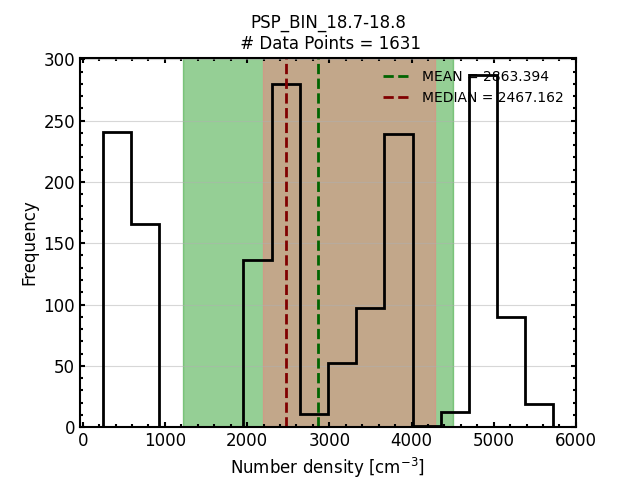 PSP_BIN_18.7-18.8
# Data Points = 1631
300
250
200
150
100
50
0
Frequency
MEAN = 2863.394
MEDIAN = 2467.162
0 1000 2000 3000 4000 5000 6000
Number density [cm⁻³]